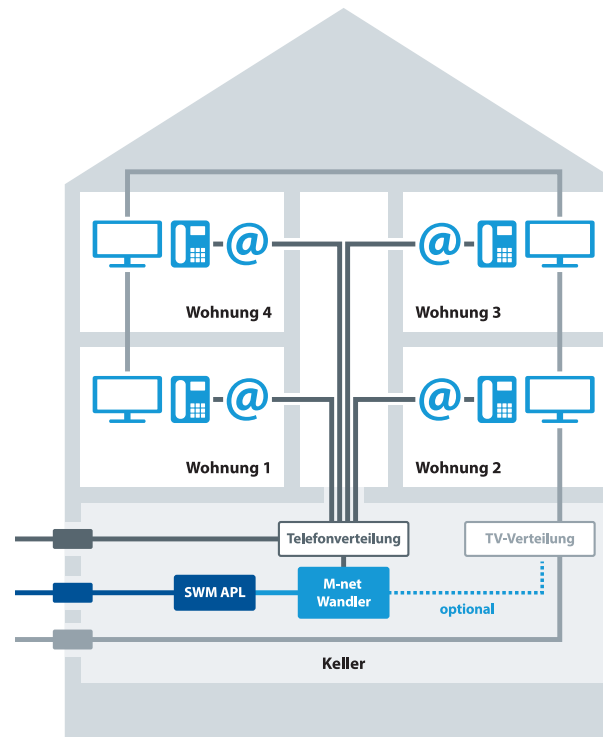 @
@
Wohnung 4
Wohnung 3
@
@
Wohnung 1
Wohnung 2
Telefonverteilung
TV-Verteilung
SWM APL
M-net
Wandler
optional
Keller